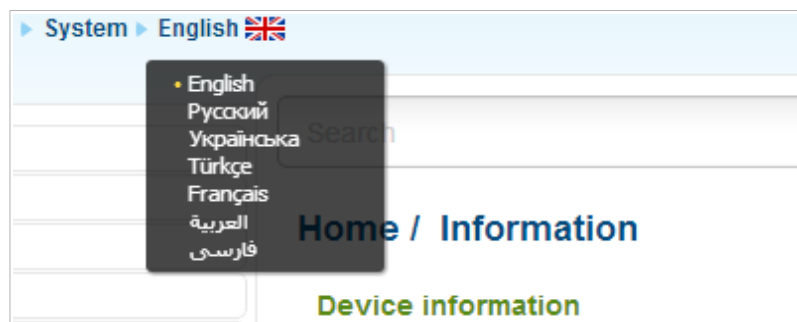 System English
English
Русский
Українська
Türkçe
Français
العربية
فارسی
Search
Home / Information
Device information